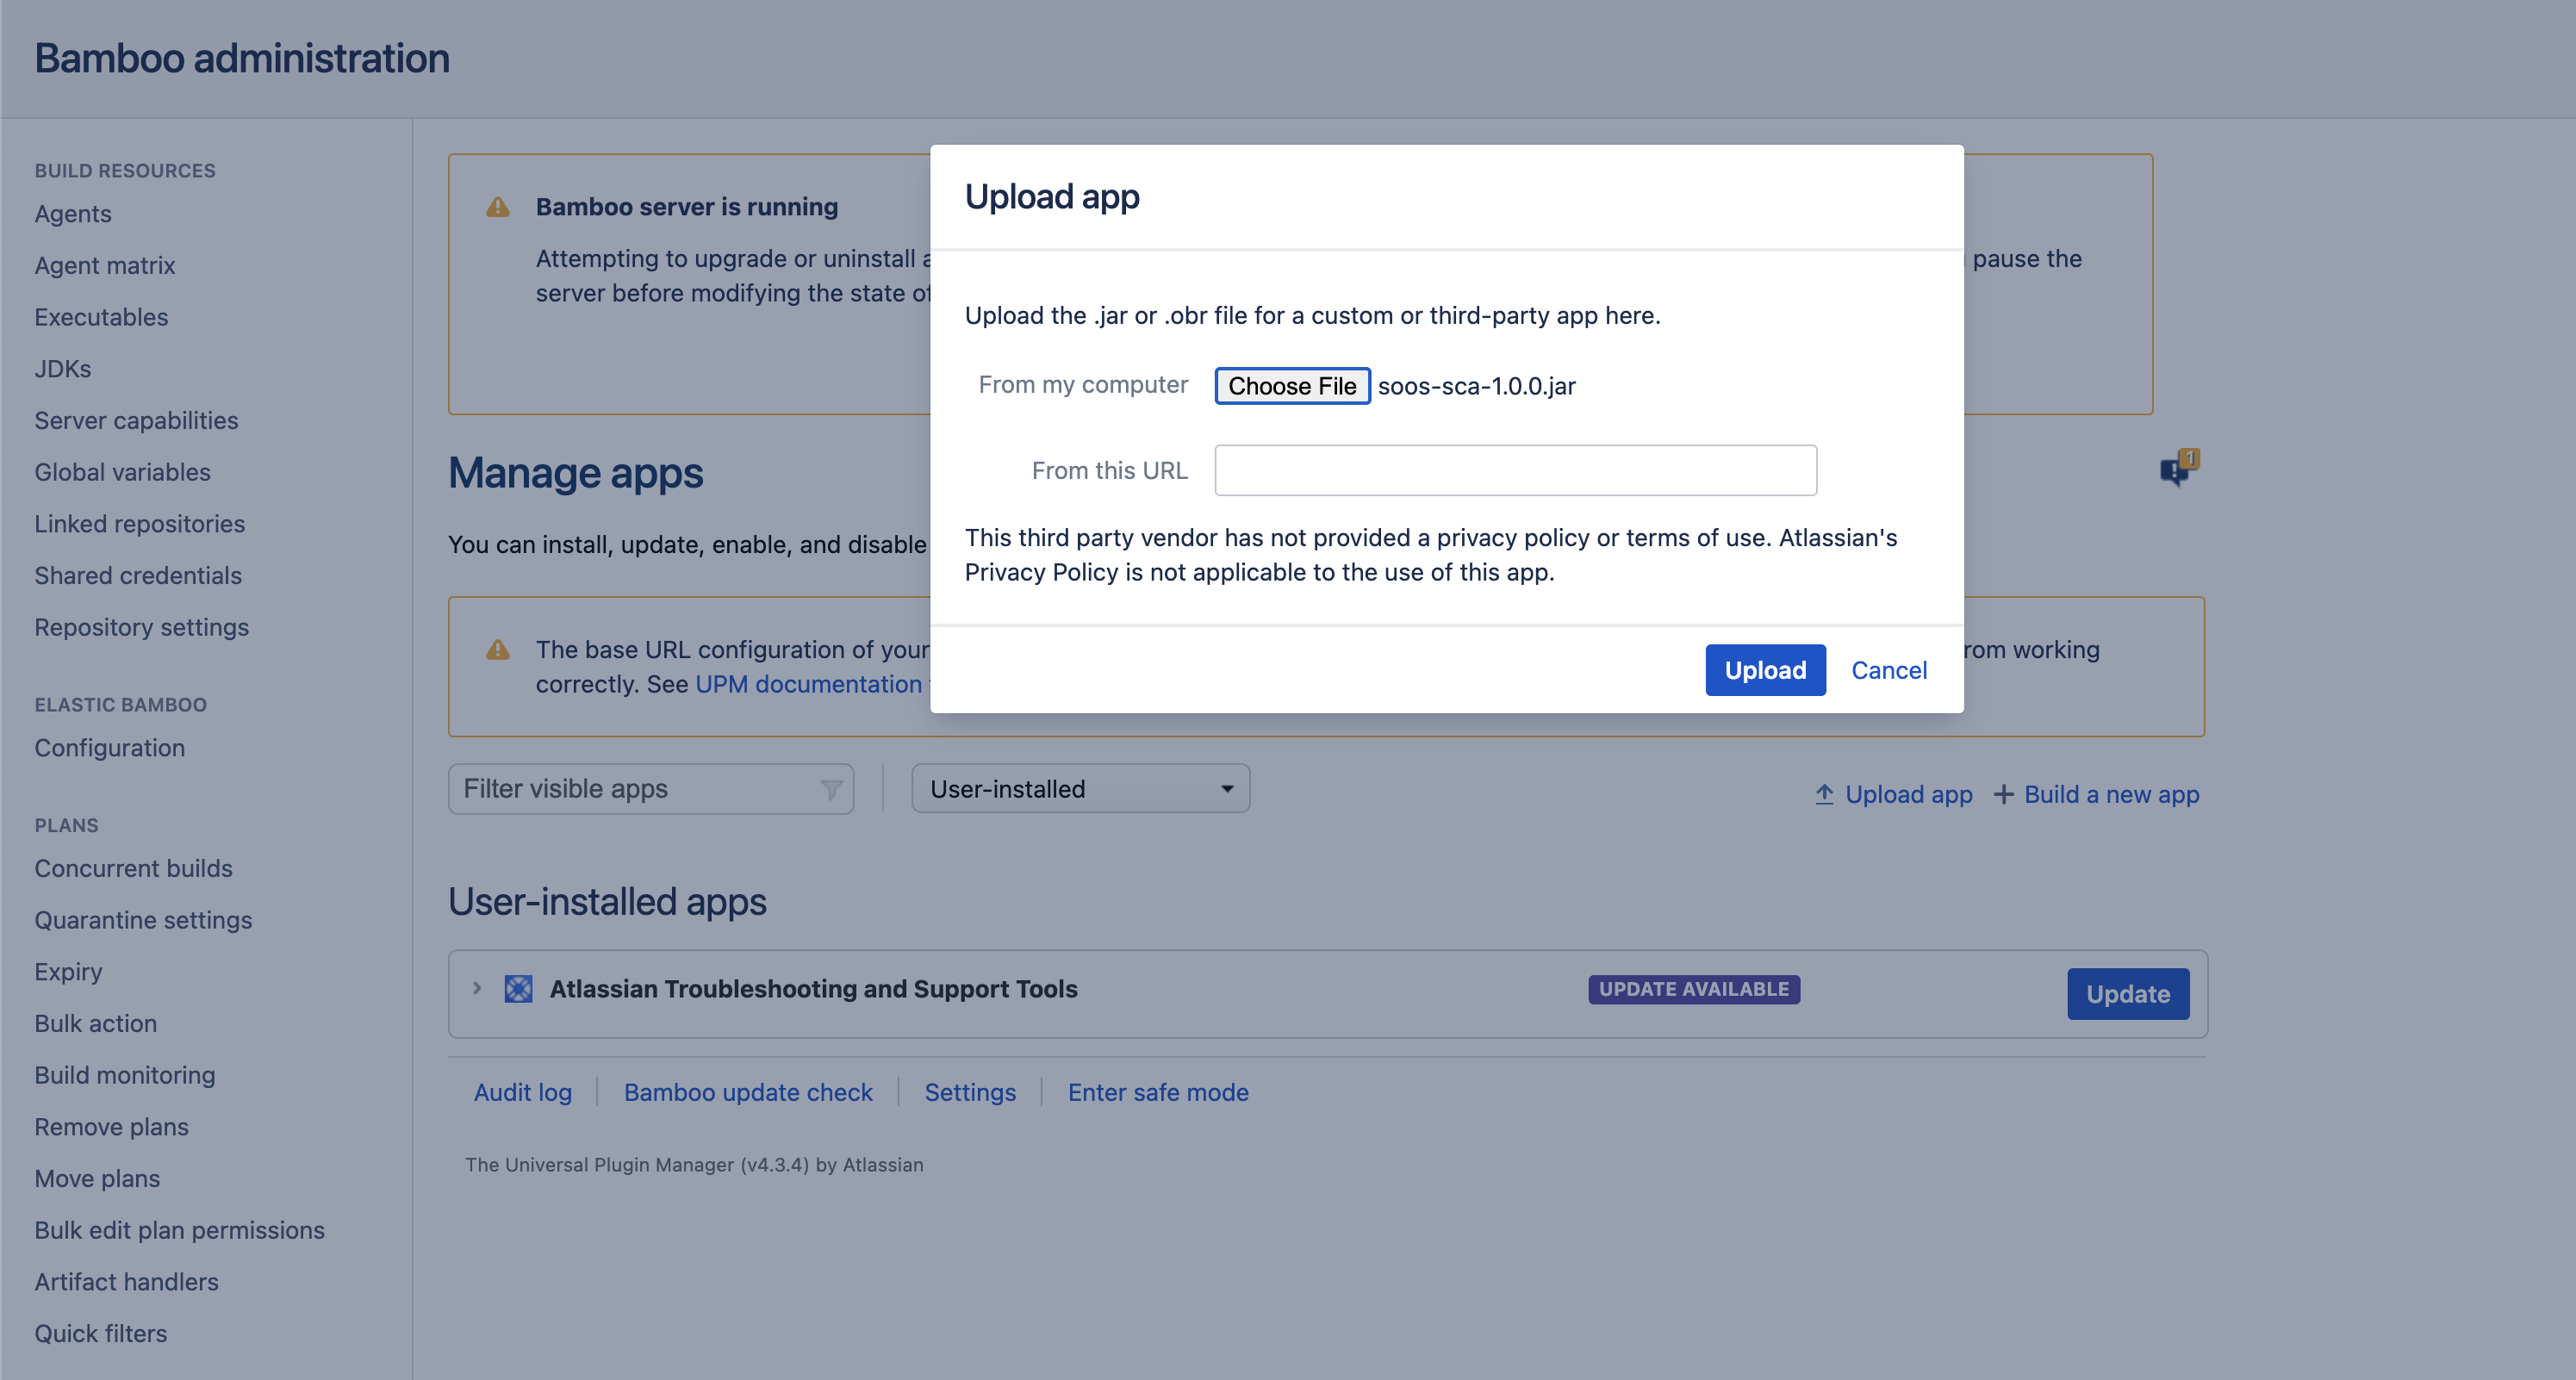 Bamboo administration
BUILD RESOURCES
Agents
Agent matrix
Executables
JDKs
Server capabilities
Global variables
Linked repositories
Shared credentials
Repository settings
ELASTIC BAMBOO
Configuration
PLANS
Concurrent builds
Quarantine settings
Expiry
Bulk action
Build monitoring
Remove plans
Move plans
Bulk edit plan permissions
Artifact handlers
Quick filters
Bamboo server is running
Attempting to upgrade or uninstall pause the
server before modifying the state of
Manage apps
1
You can install, update, enable, and disable
The base URL configuration of your working
correctly. See UPM documentation
Upload app
Upload the .jar or .obr file for a custom or third-party app here.
From my computer Choose File soos-sca-1.0.0.jar
From this URL
This third party vendor has not provided a privacy policy or terms of use. Atlassian's
Privacy Policy is not applicable to the use of this app.
Upload Cancel
Filter visible apps User-installed Upload app Build a new app
User-installed apps
Atlassian Troubleshooting and Support Tools UPDATE AVAILABLE Update
Audit log Bamboo update check Settings Enter safe mode
The Universal Plugin Manager (v4.3.4) by Atlassian